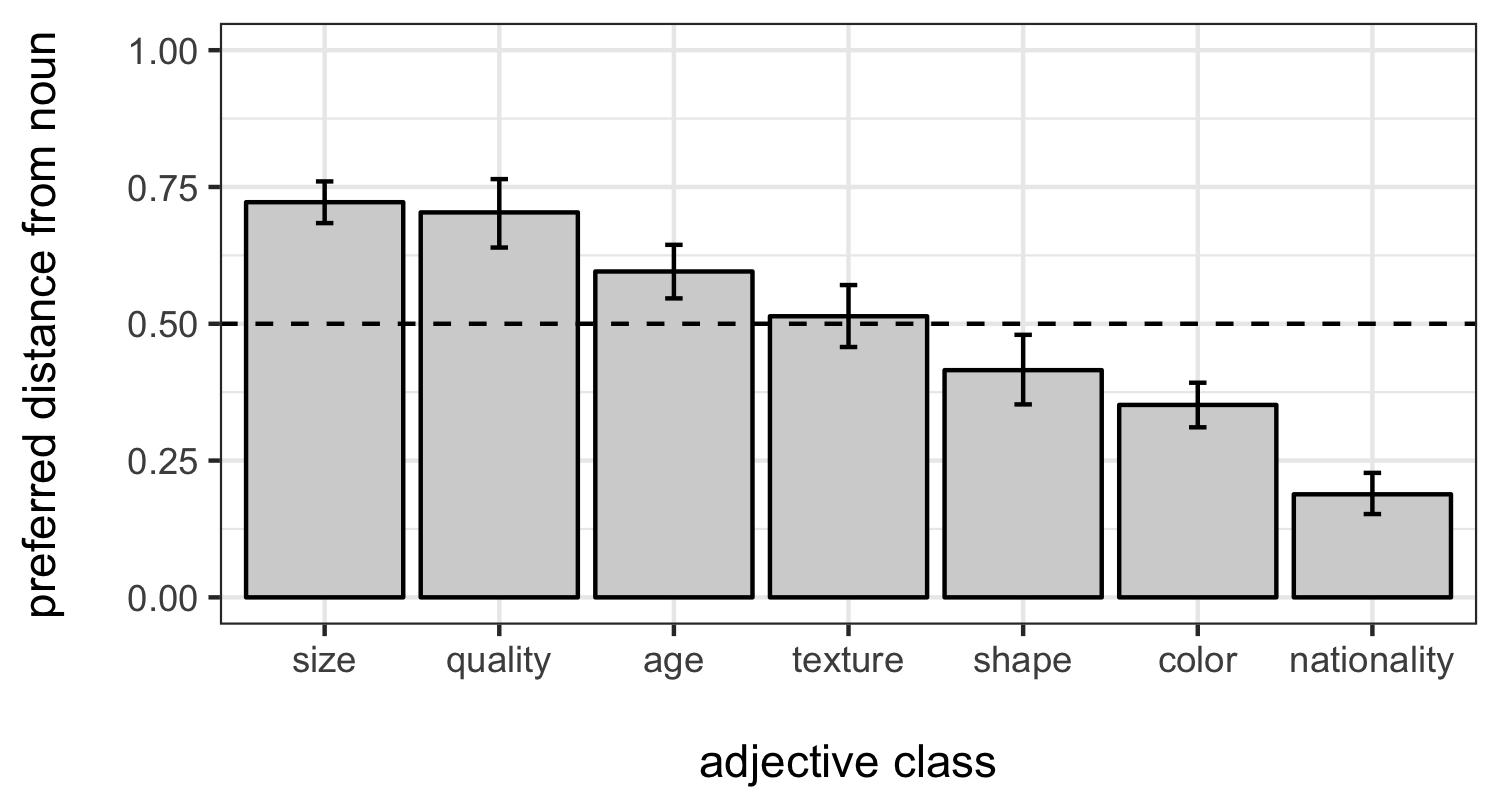 preferred distance from noun
1.00
0.75
0.50
0.25
0.00
size quality age texture shape color nationality
adjective class